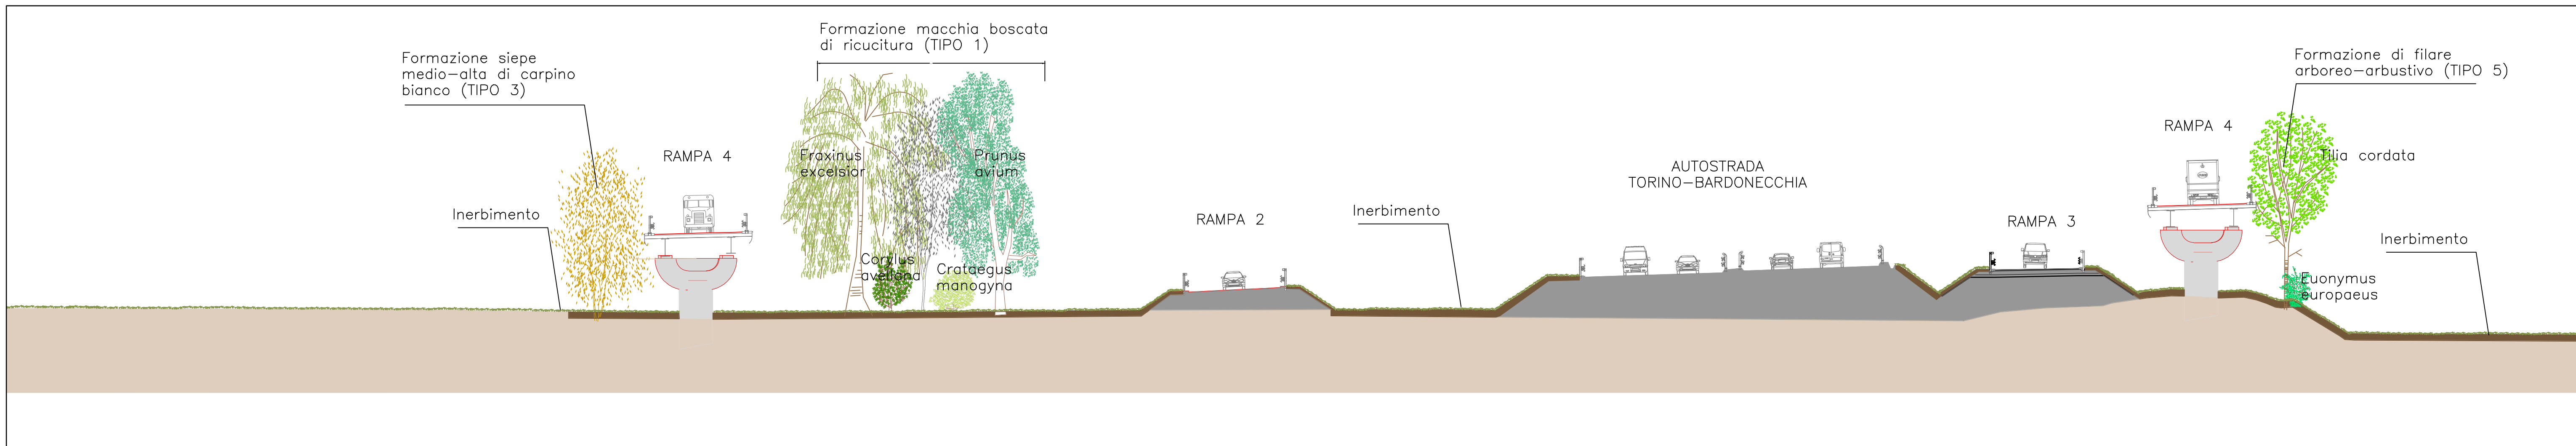 Formazione siepe
medio-alta di carpino
bianco (TIPO 3)
Inerbimento
RAMPA 4
Formazione macchia boscata
di ricucitura (TIPO 1)
Fraxinus
excelsior
Prunus
avium
Corylus
avellana
Crataegus
manogyna
RAMPA 2
Inerbimento
AUTOSTRADA
TORINO-BARDONECCHIA
RAMPA 3
RAMPA 4
Formazione di filare
arboreo-arbustivo (TIPO 5)
Tilia cordata
Inerbimento
Euonymus
europaeus